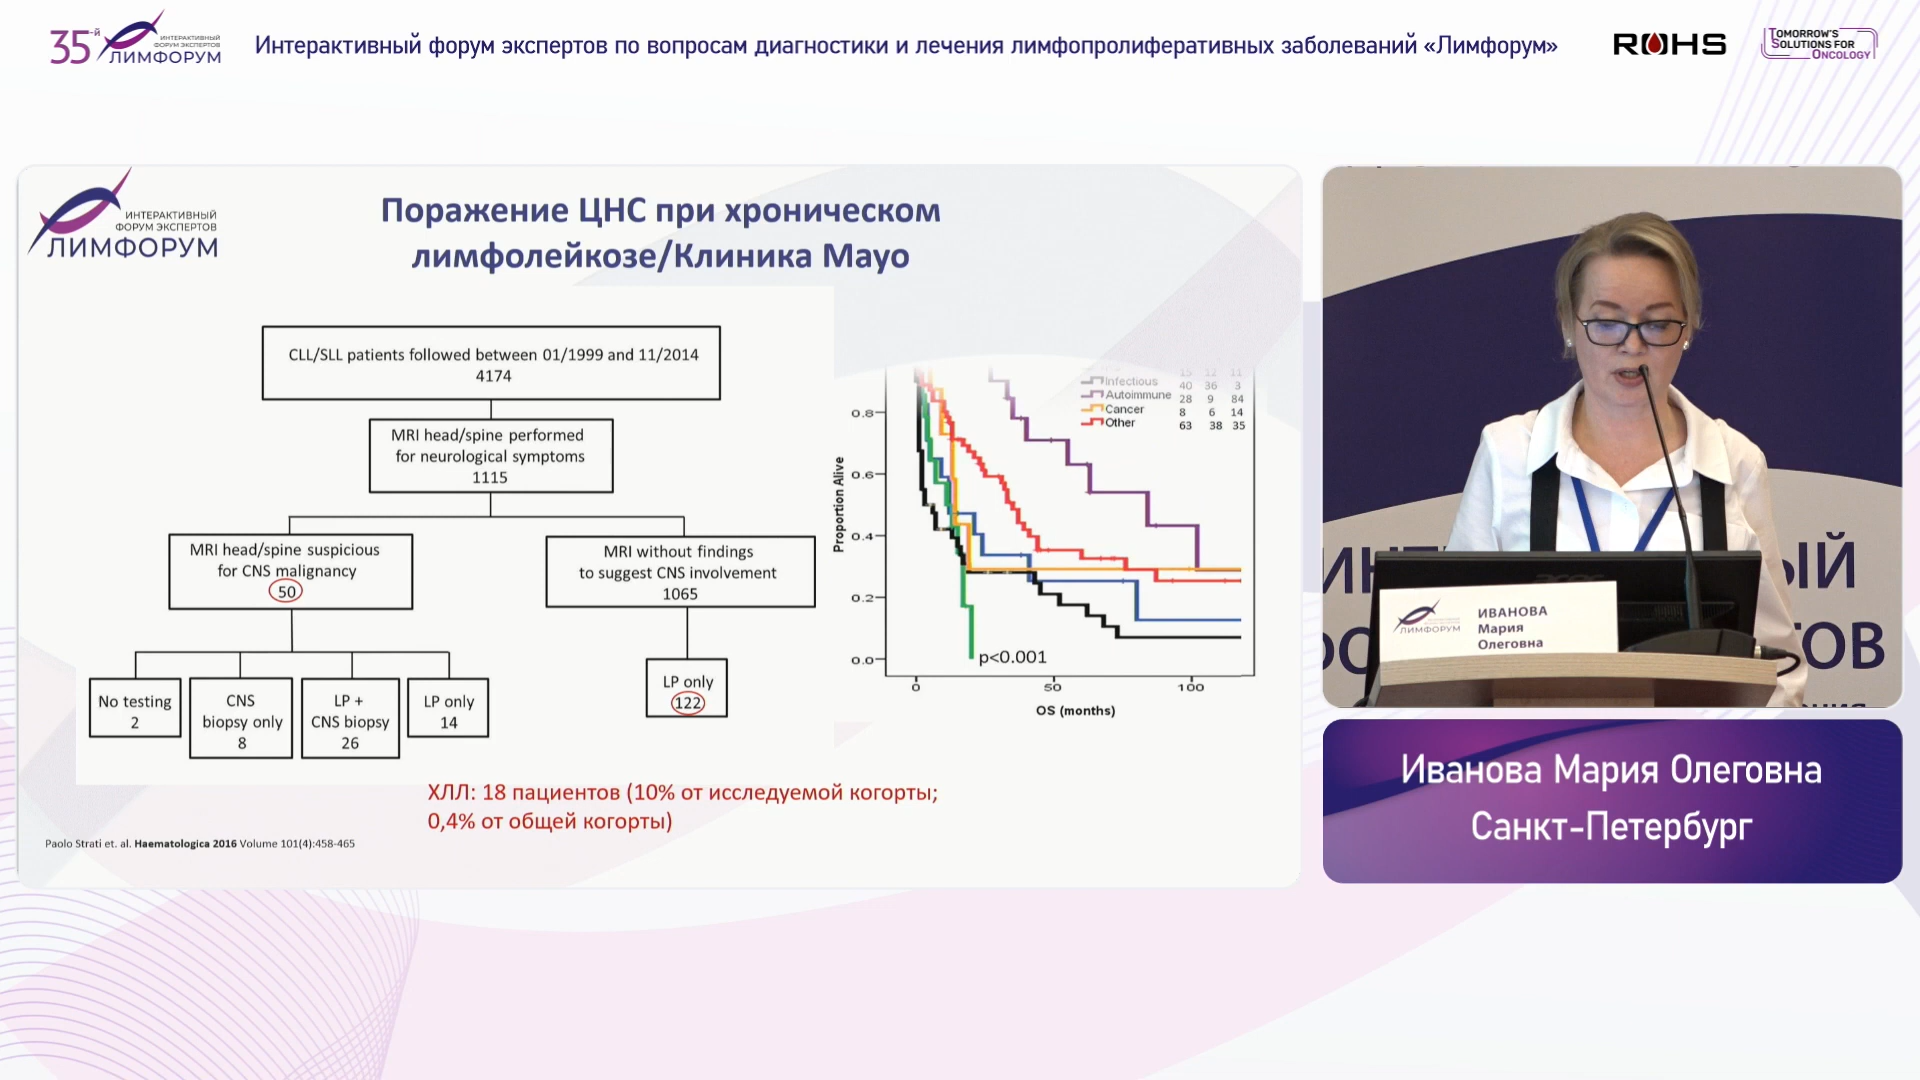 35-й
ИНТЕРАКТИВНЫЙ
ФОРУМ ЭКСПЕРТОВ
ЛИМФОРУМ
Интерактивный форум экспертов по вопросам диагностики и лечения лимфопролиферативных заболеваний «Лимфорум»
ROHS
TOMORROW'S
SOLUTIONS FOR
ONCOLOGY
ИНТЕРАКТИВНЫЙ
ФОРУМ ЭКСПЕРТОВ
ЛИМФОРУМ
Поражение ЦНС при хроническом
лимфолейкозе/Клиника Mayo
CLL/SLL patients followed between 01/1999 and 11/2014
4174
MRI head/spine performed
for neurological symptoms
1115
MRI head/spine suspicious
for CNS malignancy
50
MRI without findings
to suggest CNS involvement
1065
No testing
2
CNS
biopsy only
8
LP +
CNS biopsy
26
LP only
14
LP only
122
15 12 11
Infectious 40 36 3
Autoimmune 28 9 84
Cancer 8 6 14
Other 63 38 35
Proportion Alive
0.8
0.6
0.4
0.2
0.0
p<0.001
0 50 100
OS (months)
ХЛЛ: 18 пациентов (10% от исследуемой когорты;
0,4% от общей когорты)
Paolo Strati et. al. Haematologica 2016 Volume 101(4):458-465
ЛИМФОРУМ
ИВАНОВА
Мария
Олеговна
Иванова Мария Олеговна
Санкт-Петербург